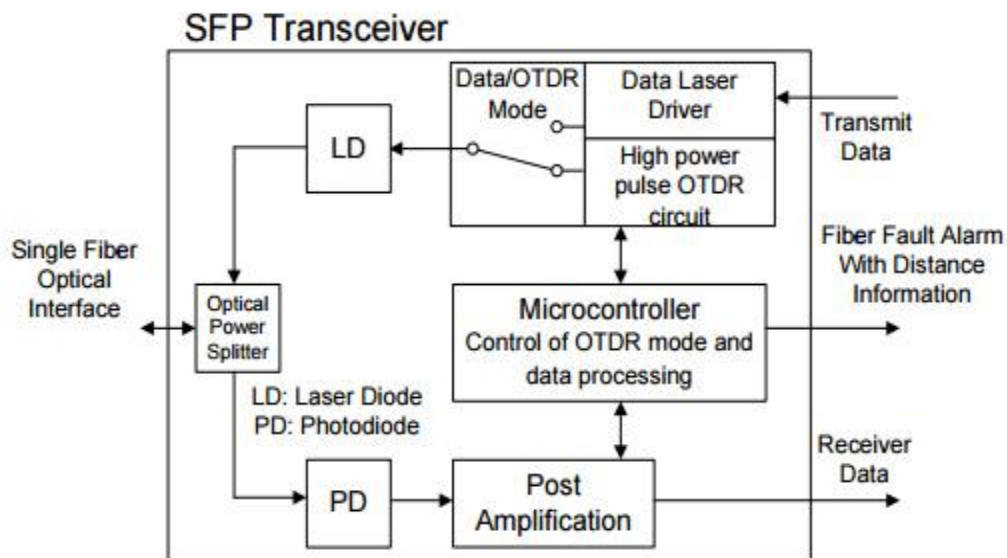 SFP Transceiver
Data/OTDR
Mode
Data Laser
Driver
Transmit
Data
LD
High power
pulse OTDR
circuit
Single Fiber
Optical
Interface
Fiber Fault Alarm
With Distance
Information
Optical
Power
Splitter
Microcontroller
Control of OTDR mode and
data processing
LD: Laser Diode
PD: Photodiode
Receiver
Data
PD
Post
Amplification